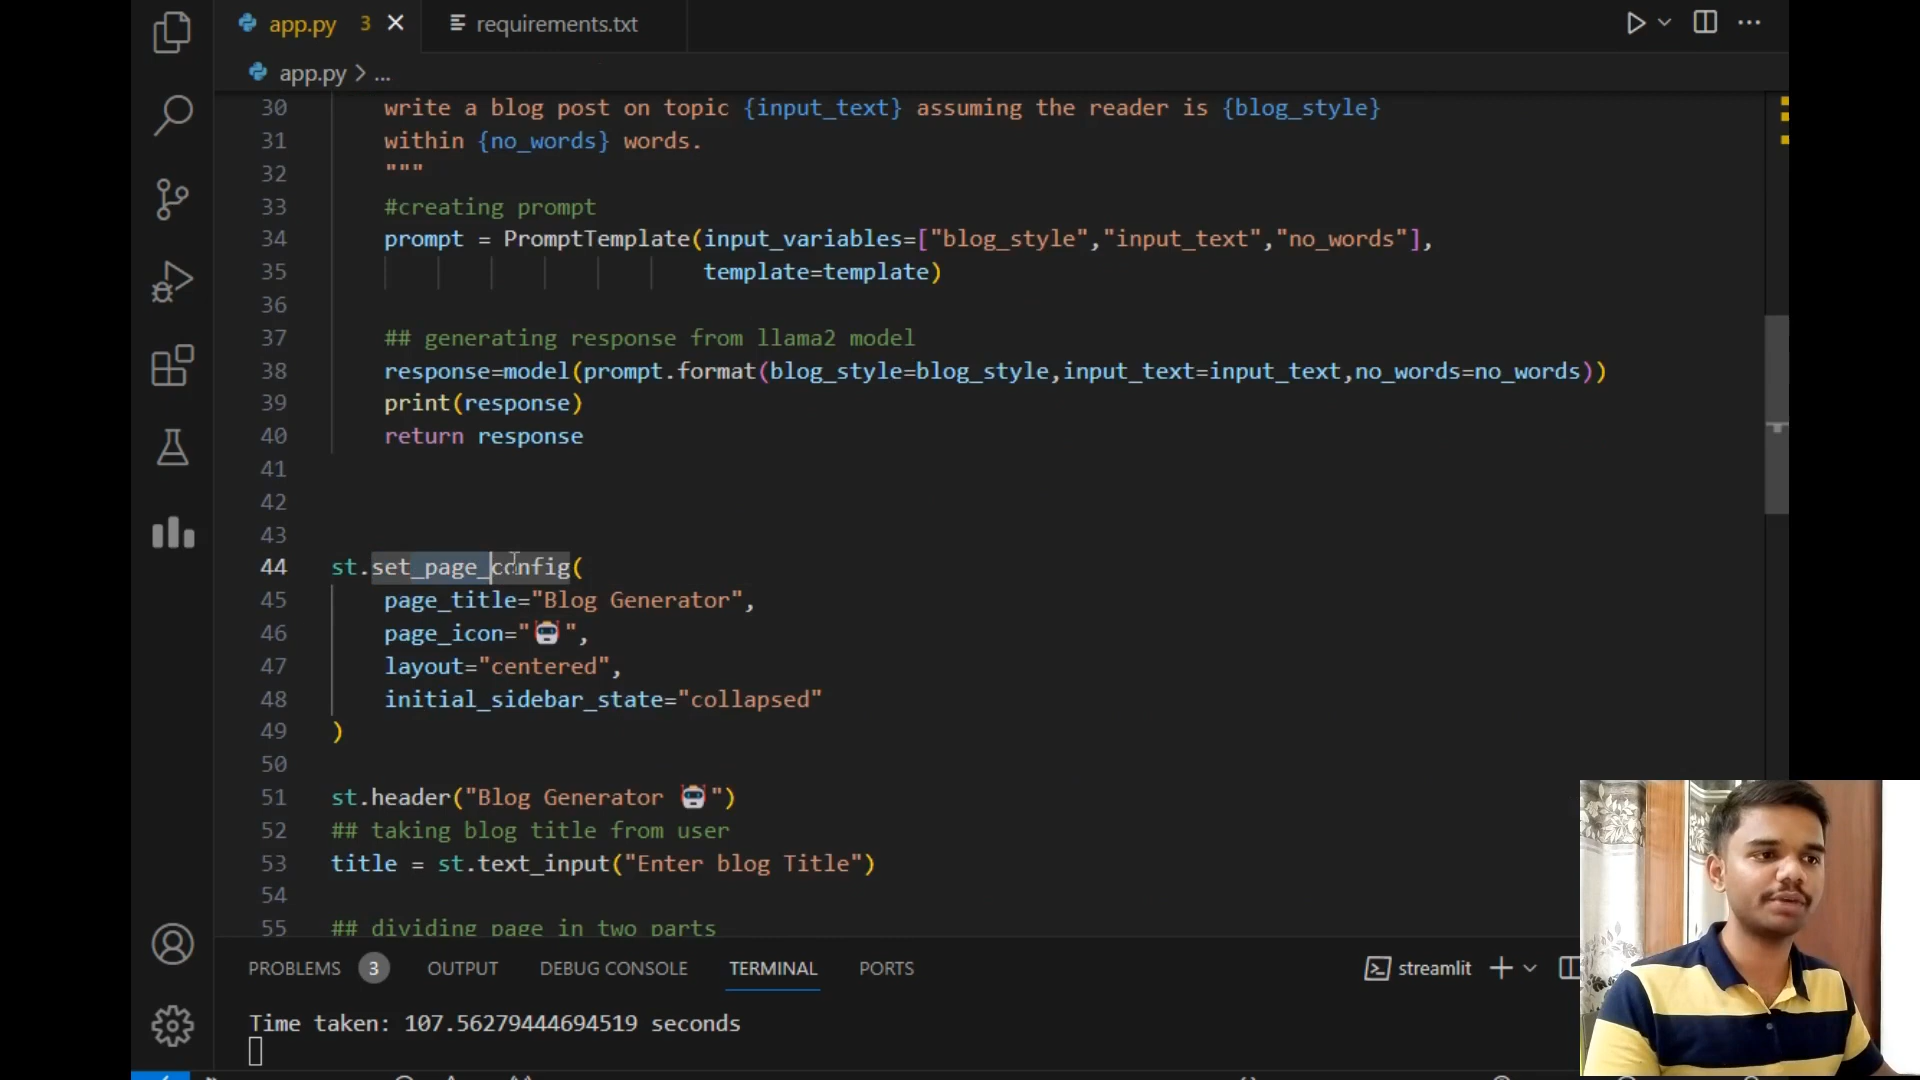 app.py 3
requirements.txt
app.py > ...
30 write a blog post on topic {input_text} assuming the reader is {blog_style}
31 within {no_words} words.
32 """
33 #creating prompt
34 prompt = PromptTemplate(input_variables=["blog_style","input_text","no_words"],
35 template=template)
36
37 ## generating response from llama2 model
38 response=model(prompt.format(blog_style=blog_style,input_text=input_text,no_words=no_words))
39 print(response)
40 return response
41
42
43
44 st.set_page_config(
45 page_title="Blog Generator",
46 page_icon="🤖",
47 layout="centered",
48 initial_sidebar_state="collapsed"
49 )
50
51 st.header("Blog Generator 🤖")
52 ## taking blog title from user
53 title = st.text_input("Enter blog Title")
54
55 ## dividing page in two parts
PROBLEMS 3 OUTPUT DEBUG CONSOLE TERMINAL PORTS streamlit
Time taken: 107.56279444694519 seconds